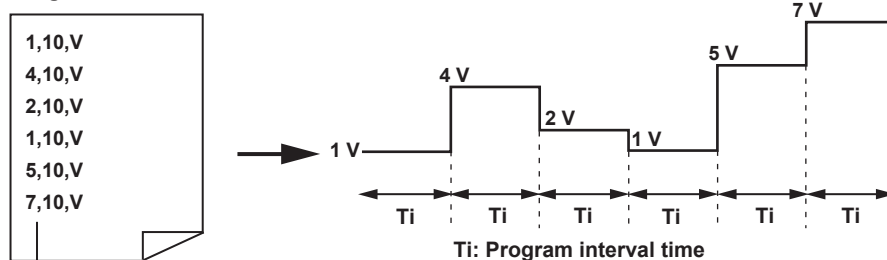 1,10,V
4,10,V
2,10,V
1,10,V
5,10,V
7,10,V
1 V
4 V
2 V
1 V
5 V
7 V
Ti Ti Ti Ti Ti Ti
Ti: Program interval time